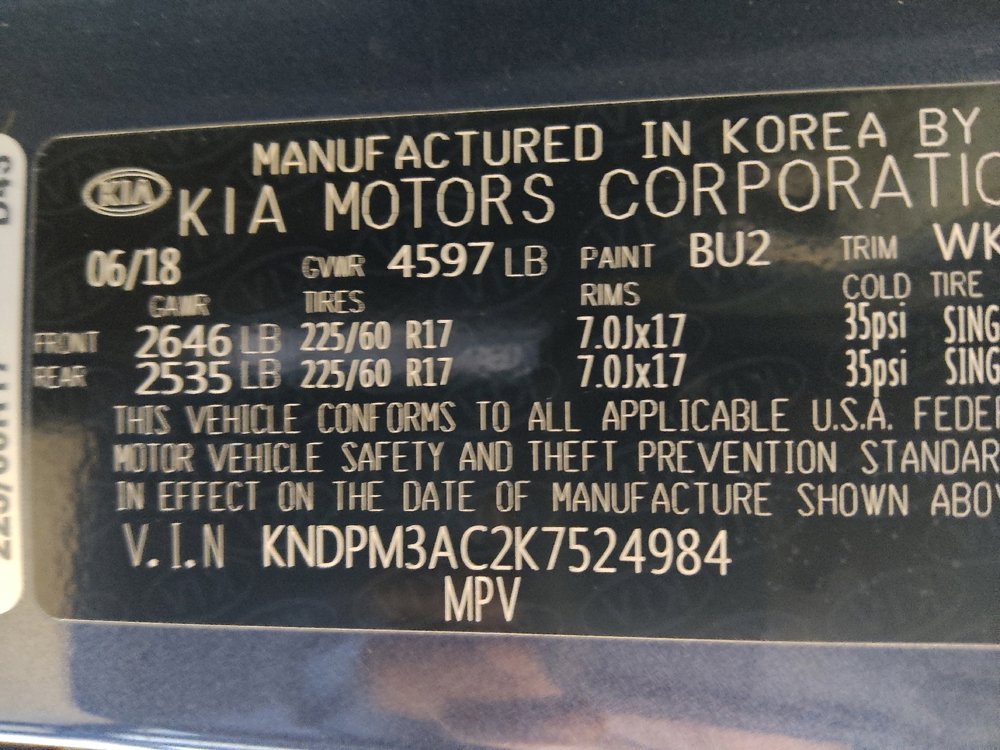 MANUFACTURED IN KOREA BY
KIA KIA MOTORS CORPORATIO
06/18 GVWR 4597 LB PAINT BU2 TRIM WK
GAWR TIRES RIMS COLD TIRE
FRONT 2646 LB 225/60 R17 7.0Jx17 35psi SING
REAR 2535 LB 225/60 R17 7.0Jx17 35psi SING
THIS VEHICLE CONFORMS TO ALL APPLICABLE U.S.A. FEDE
MOTOR VEHICLE SAFETY AND THEFT PREVENTION STANDAR
IN EFFECT ON THE DATE OF MANUFACTURE SHOWN ABO
V.I.N KNDPM3AC2K7524984
MPV